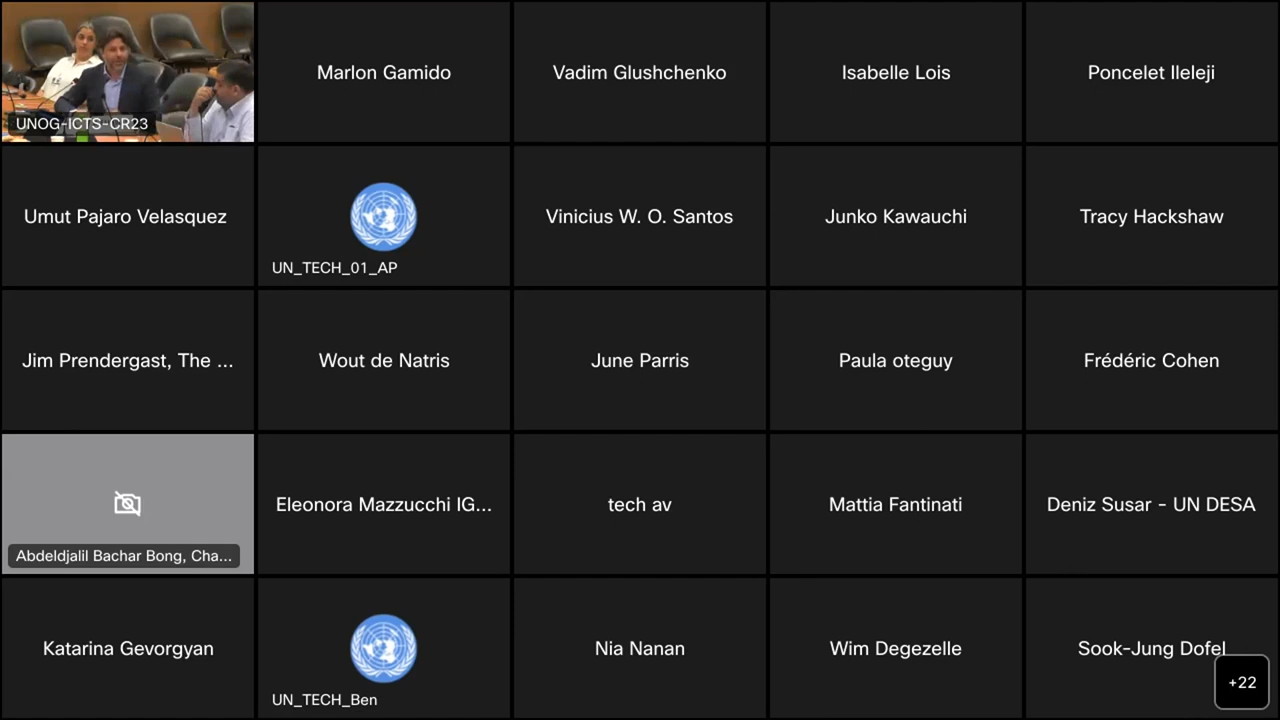 UNOG-ICTS-CR23
Marlon Gamido
Vadim Glushchenko
Isabelle Lois
Poncelet Ileleji
Umut Pajaro Velasquez
UN_TECH_01_AP
Vinicius W. O. Santos
Junko Kawauchi
Tracy Hackshaw
Jim Prendergast, The ...
Wout de Natris
June Parris
Paula oteguy
Frédéric Cohen
Abdeldjalil Bachar Bong, Cha...
Eleonora Mazzucchi IG...
tech av
Mattia Fantinati
Deniz Susar - UN DESA
Katarina Gevorgyan
UN_TECH_Ben
Nia Nanan
Wim Degezelle
Sook-Jung Dofel
+22